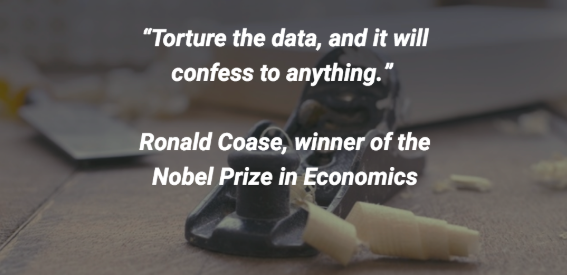 “Torture the data, and it will
confess to anything.”
Ronald Coase, winner of the
Nobel Prize in Economics